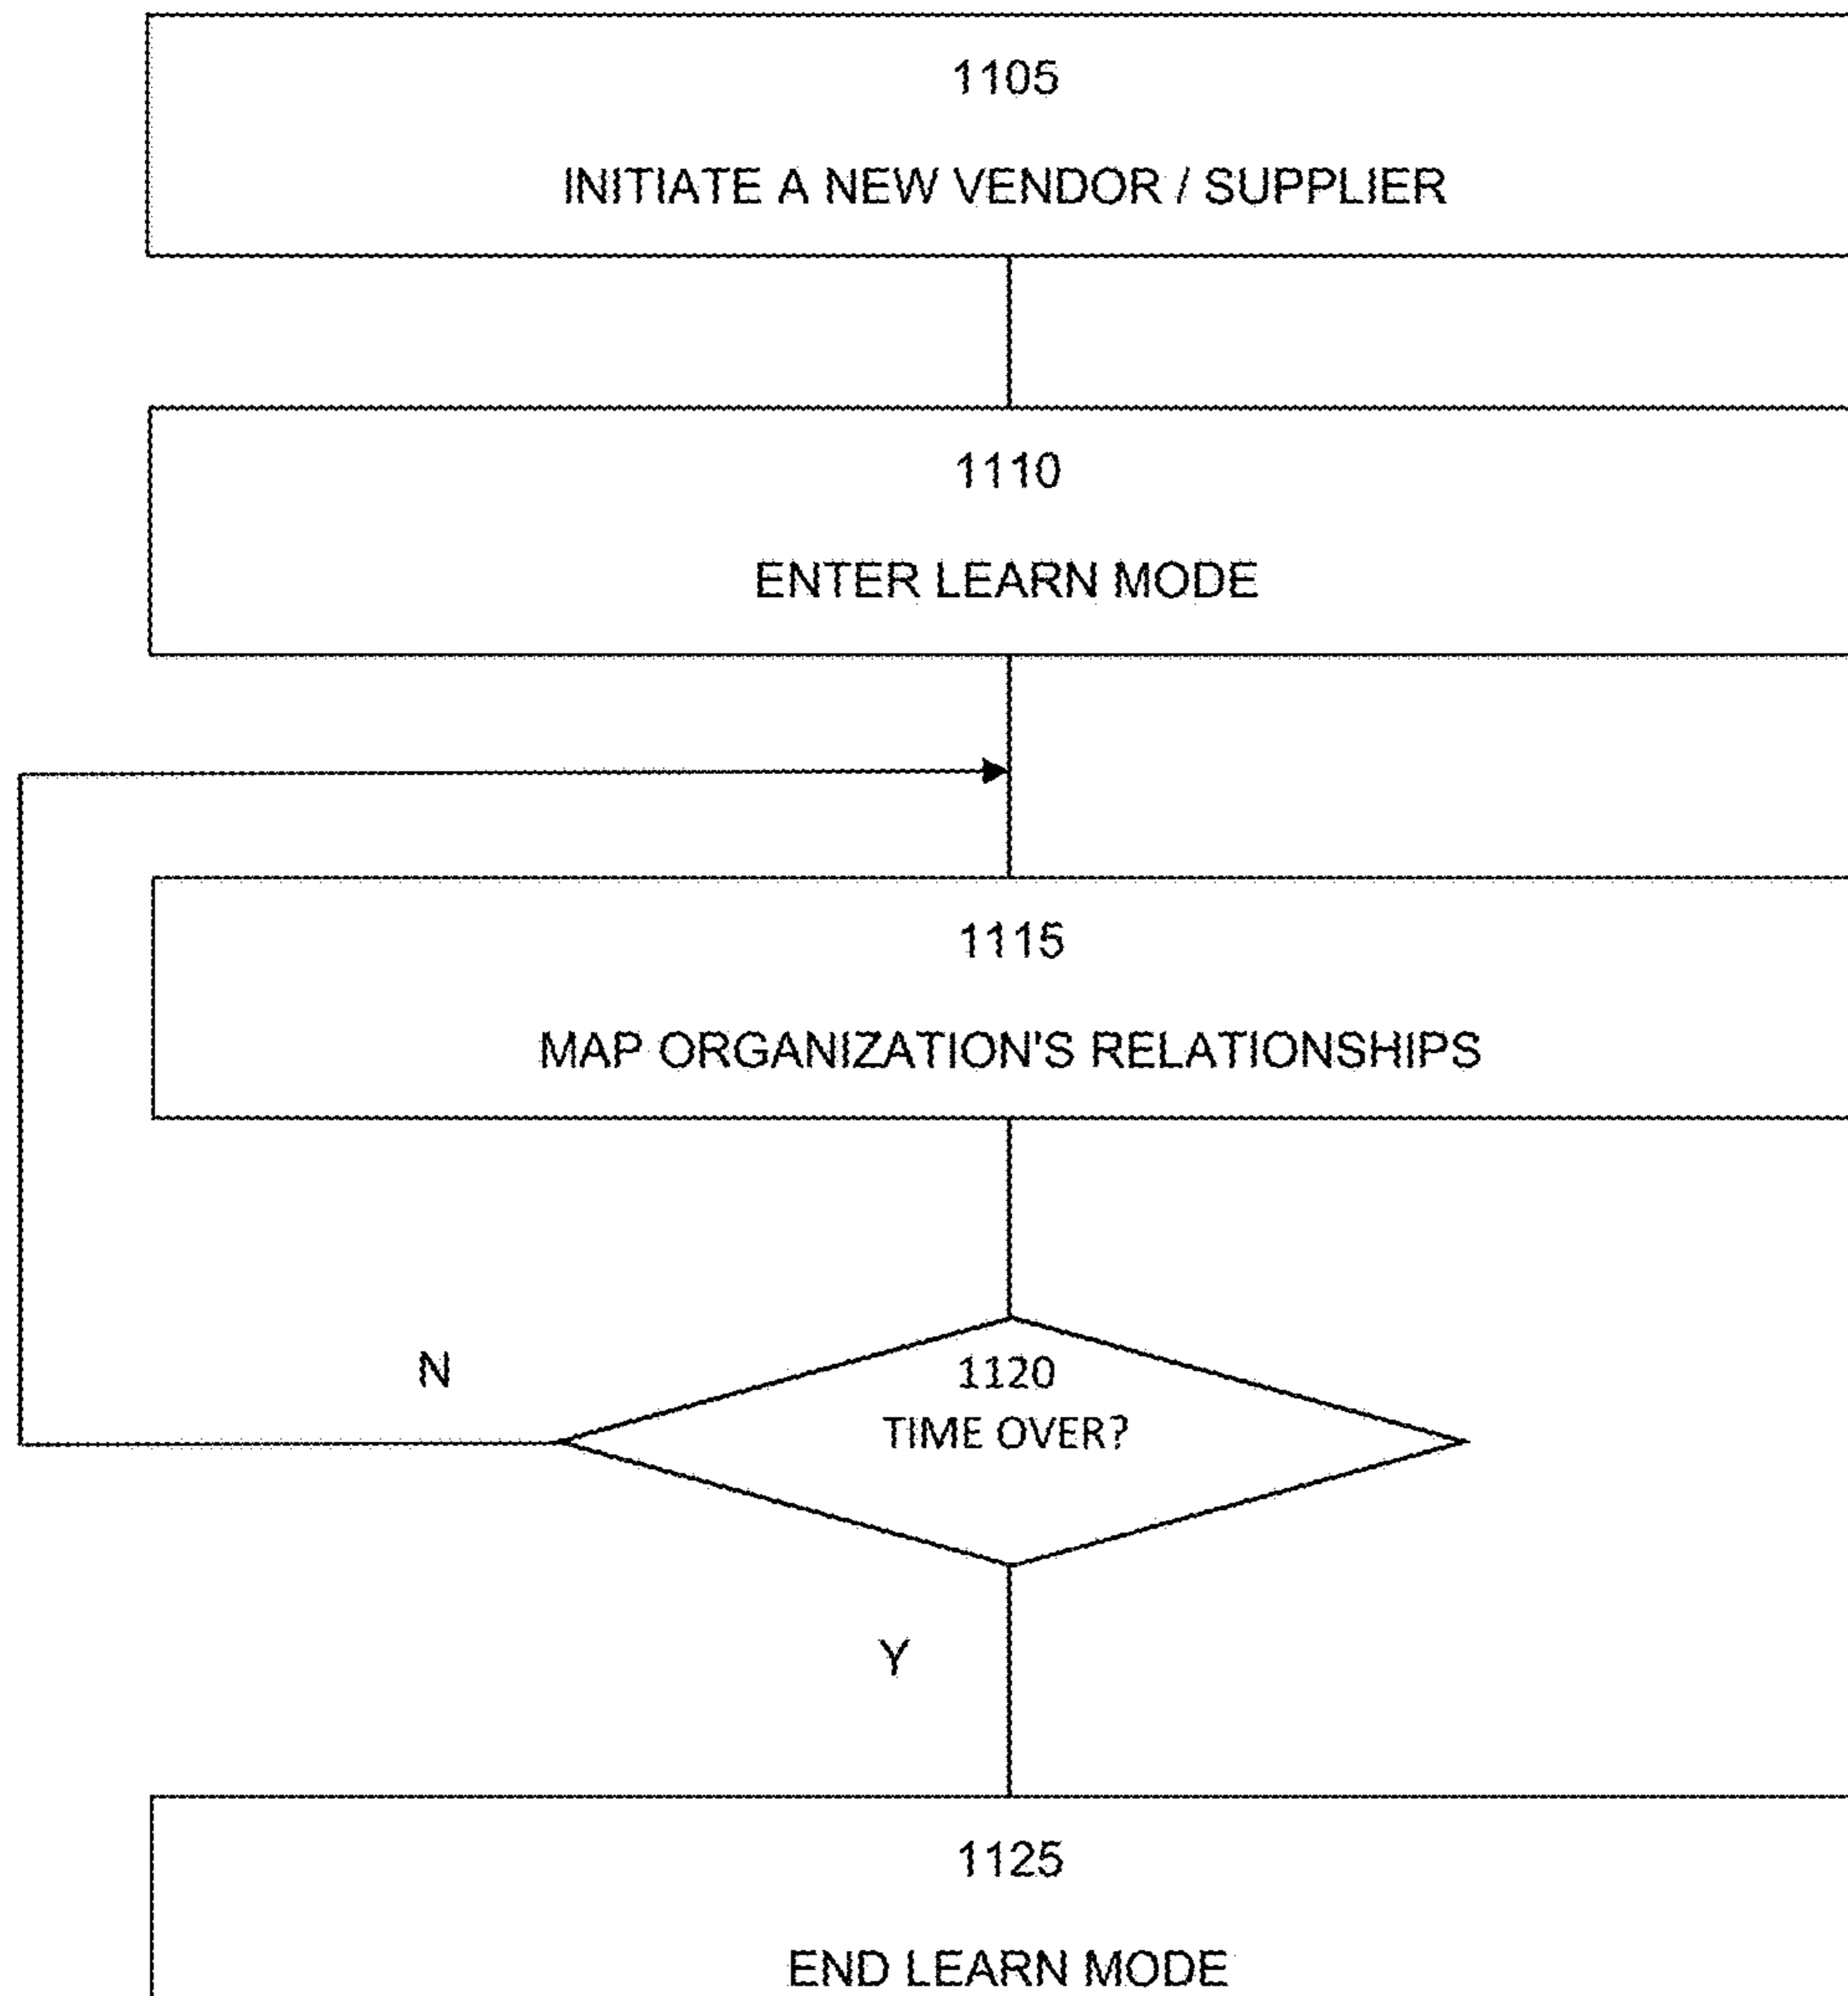 1105
INITIATE A NEW VENDOR / SUPPLIER
1110
ENTER LEARN MODE
1115
MAP ORGANIZATION'S RELATIONSHIPS
N
1120
TIME OVER?
Y
1125
END LEARN MODE